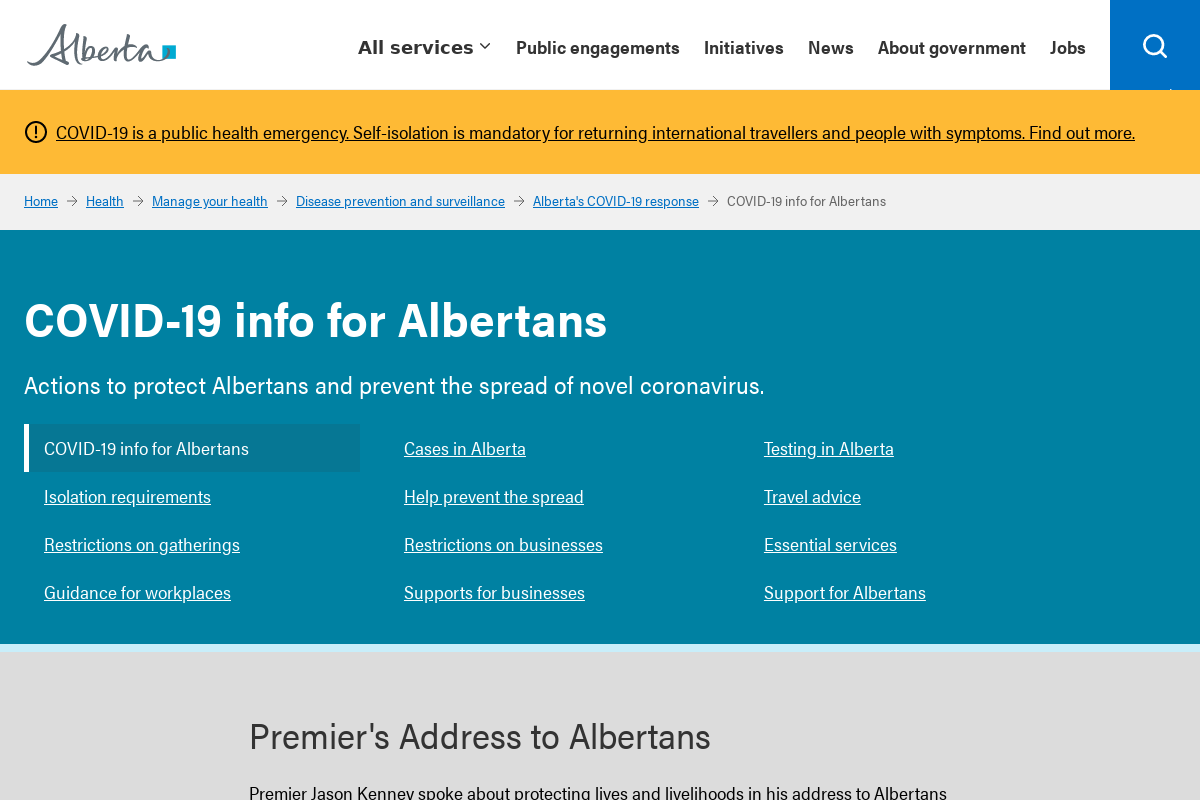 Alberta
All services
Public engagements
Initiatives
News
About government
Jobs
COVID-19 is a public health emergency. Self-isolation is mandatory for returning international travellers and people with symptoms. Find out more.
Home
Health
Manage your health
Disease prevention and surveillance
Alberta's COVID-19 response
COVID-19 info for Albertans
COVID-19 info for Albertans
Actions to protect Albertans and prevent the spread of novel coronavirus.
COVID-19 info for Albertans
Cases in Alberta
Testing in Alberta
Isolation requirements
Help prevent the spread
Travel advice
Restrictions on gatherings
Restrictions on businesses
Essential services
Guidance for workplaces
Supports for businesses
Support for Albertans
Premier's Address to Albertans
Premier Jason Kenney spoke about protecting lives and livelihoods in his address to Albertans